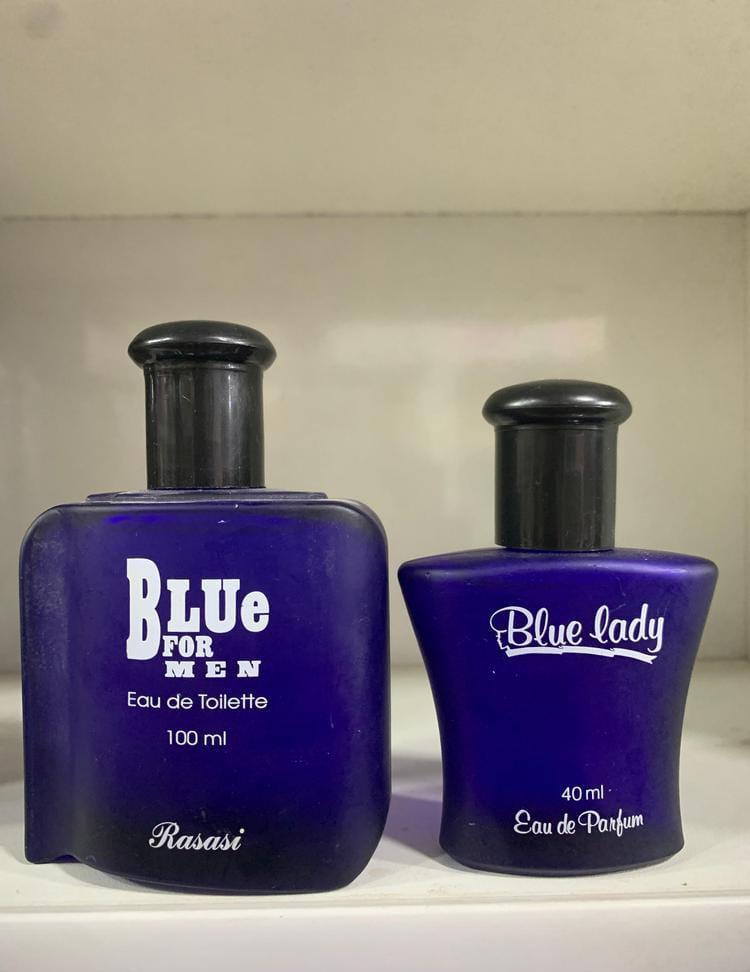 BLUe
FOR
MEN
Eau de Toilette
100 ml
Rasasi
Blue lady
40 ml
Eau de Parfum